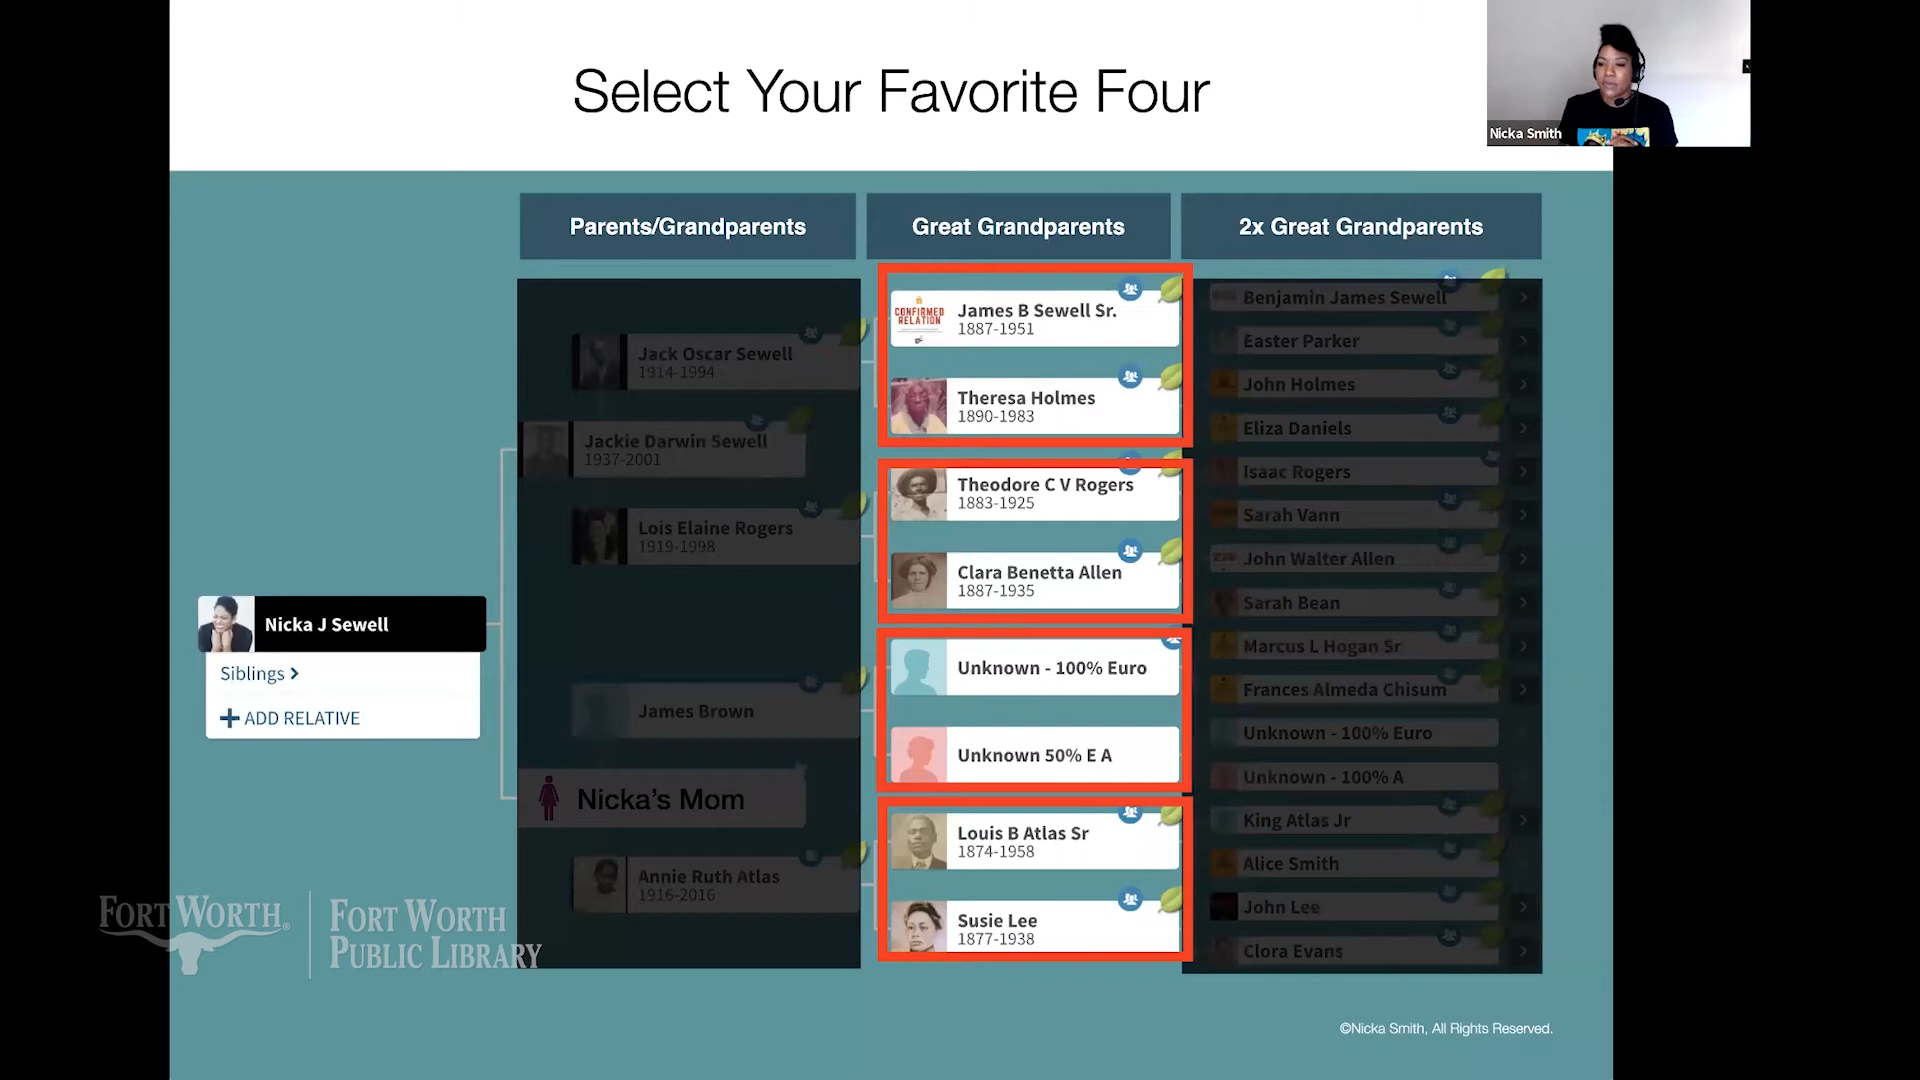 Select Your Favorite Four
Nicka Smith
Parents/Grandparents
Great Grandparents
2x Great Grandparents
Jack Oscar Sewell
1914-1994
Jackie Darwin Sewell
1937-2001
Lois Elaine Rogers
1919-1998
James Brown
Nicka's Mom
Annie Ruth Atlas
1916-2016
Nicka J Sewell
Siblings >
+ ADD RELATIVE
CONFIRMED
RELATION
James B Sewell Sr.
1887-1951
Theresa Holmes
1890-1983
Theodore C V Rogers
1883-1925
Clara Benetta Allen
1887-1935
Unknown - 100% Euro
Unknown 50% E A
Louis B Atlas Sr
1874-1958
Susie Lee
1877-1938
Benjamin James Sewell
Easter Parker
John Holmes
Eliza Daniels
Isaac Rogers
Sarah Vann
John Walter Allen
Sarah Bean
Marcus L Hogan Sr
Frances Almeda Chisum
Unknown - 100% Euro
Unknown - 100% A
King Atlas Jr
Alice Smith
John Lee
Clora Evans
FORT WORTH®
FORT WORTH
PUBLIC LIBRARY
©Nicka Smith, All Rights Reserved.